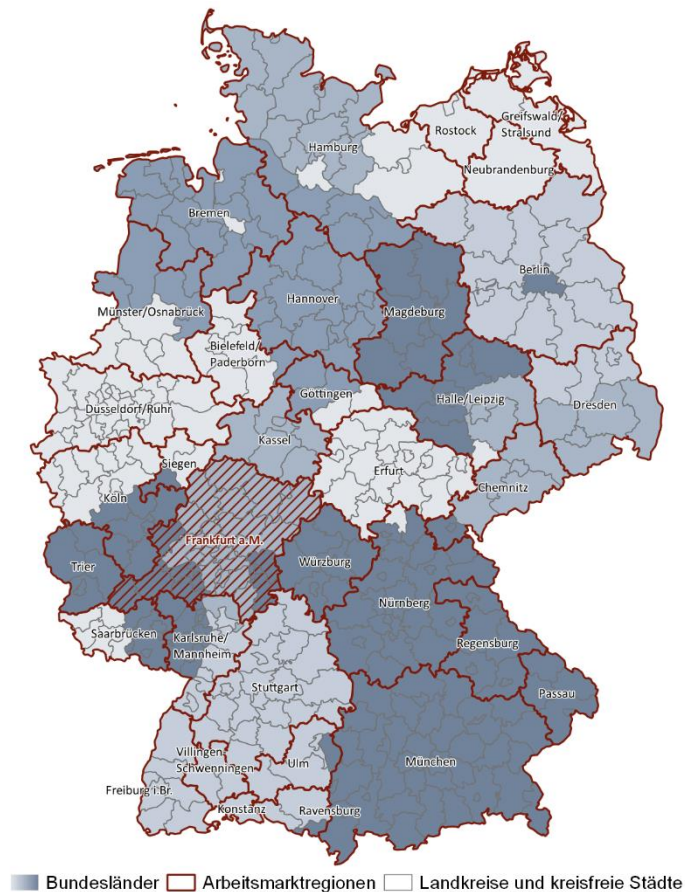 Greifswald/
Stralsund
Rostock
Hamburg
Neubrandenburg
Bremen
Berlin
Hannover
Magdeburg
Münster/Osnabrück
Bielefeld/
Paderborn
Göttingen
Halle/Leipzig
Dresden
Düsseldorf/Ruhr
Kassel
Siegen
Erfurt
Köln
Chemnitz
Frankfurt a.M.
Würzburg
Trier
Nürnberg
Saarbrücken
Karlsruhe/
Mannheim
Regensburg
Stuttgart
Passau
Villingen-
Schwenningen
Ulm
München
Freiburg i.Br.
Konstanz
Ravensburg
Bundesländer
Arbeitsmarktregionen
Landkreise und kreisfreie Städte